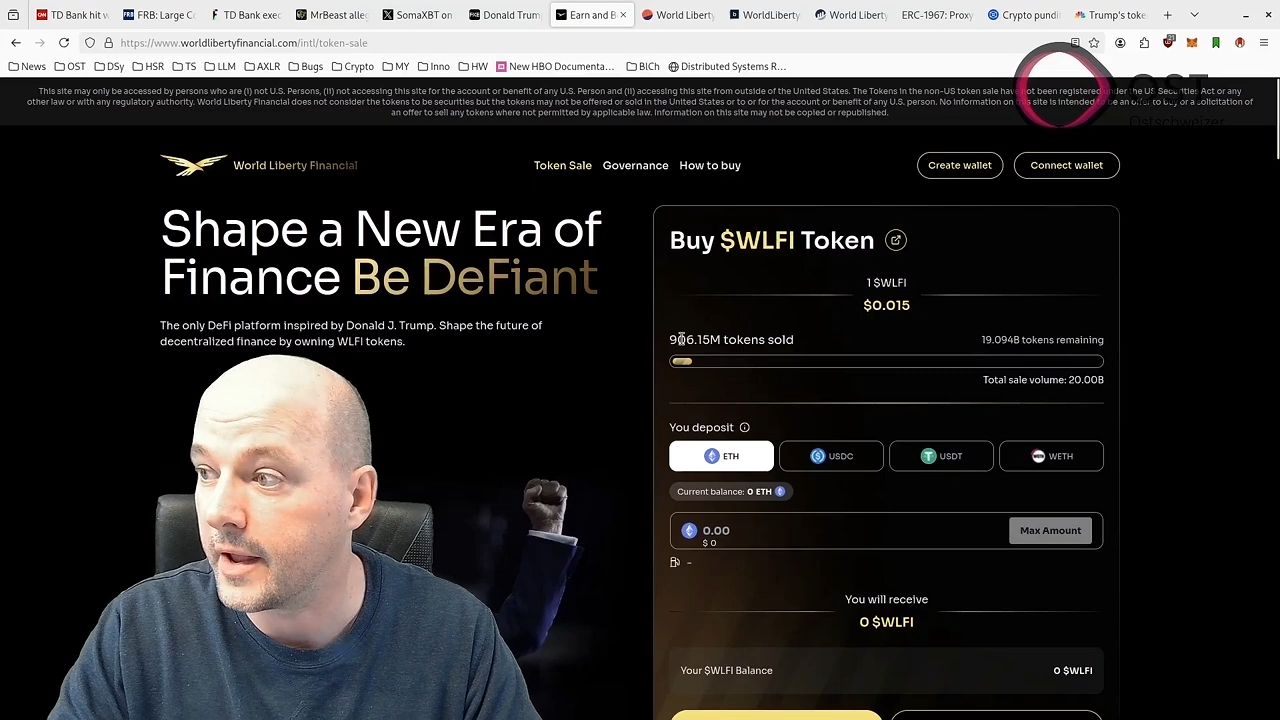 TD Bank hit w
FRB: Large C
TD Bank exec
MrBeast alleg
SomaXBT on
Donald Trum
Earn and B
World Liberty
WorldLiberty
World Liberty
ERC-1967: Proxy
Crypto pundi
Trump's toke
https://www.worldlibertyfinancial.com/intl/token-sale
News OST DSy HSR TS LLM AXLR Bugs Crypto MY Inno HW New HBO Documenta… BICh Distributed Systems R…
This site may only be accessed by persons who are (i) not U.S. Persons, (ii) not accessing this site for the account or benefit of any U.S. Person and (ii) accessing this site from outside of the United States. The Tokens in the non-US token sale have not been registered under the US Securities Act or any
other law or with any regulatory authority. World Liberty Financial does not consider the tokens to be securities but the tokens may not be offered or sold in the United States or to or for the account or benefit of any U.S. person. No information on this site is intended to be an offer to buy or a solicitation of
an offer to sell any tokens where not permitted by applicable law. Information on this site may not be copied or republished.
OST
Ostschweizer
World Liberty Financial
Token Sale Governance How to buy
Create wallet
Connect wallet
Shape a New Era of
Finance Be DeFiant
The only DeFi platform inspired by Donald J. Trump. Shape the future of
decentralized finance by owning WLFI tokens.
Buy $WLFI Token
1 $WLFI
$0.015
906.15M tokens sold
19.094B tokens remaining
Total sale volume: 20.00B
You deposit
ETH
USDC
USDT
WETH
Current balance: 0 ETH
0.00
$ 0
Max Amount
-
You will receive
0 $WLFI
Your $WLFI Balance
0 $WLFI